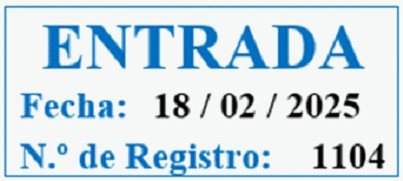 ENTRADA
Fecha: 18 / 02 / 2025
N.º de Registro: 1104